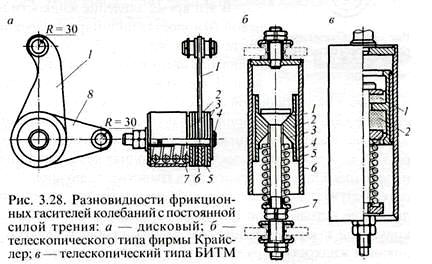 а
R = 30
1
8
R = 30
1
2
3
4
7 6 5
б
1
2
3
4
5
6
7
в
1
2
Рис. 3.28. Разновидности фрикцион-
ных гасителей колебаний с постоянной
силой трения: а — дисковый; б —
телескопического типа фирмы Крайс-
лер; в — телескопический типа БИТМ